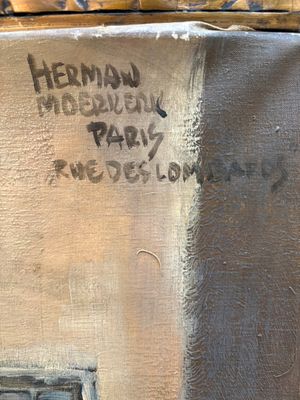 HERMAN
MOERKERK
PARIS
RUE DES LOMBARDS